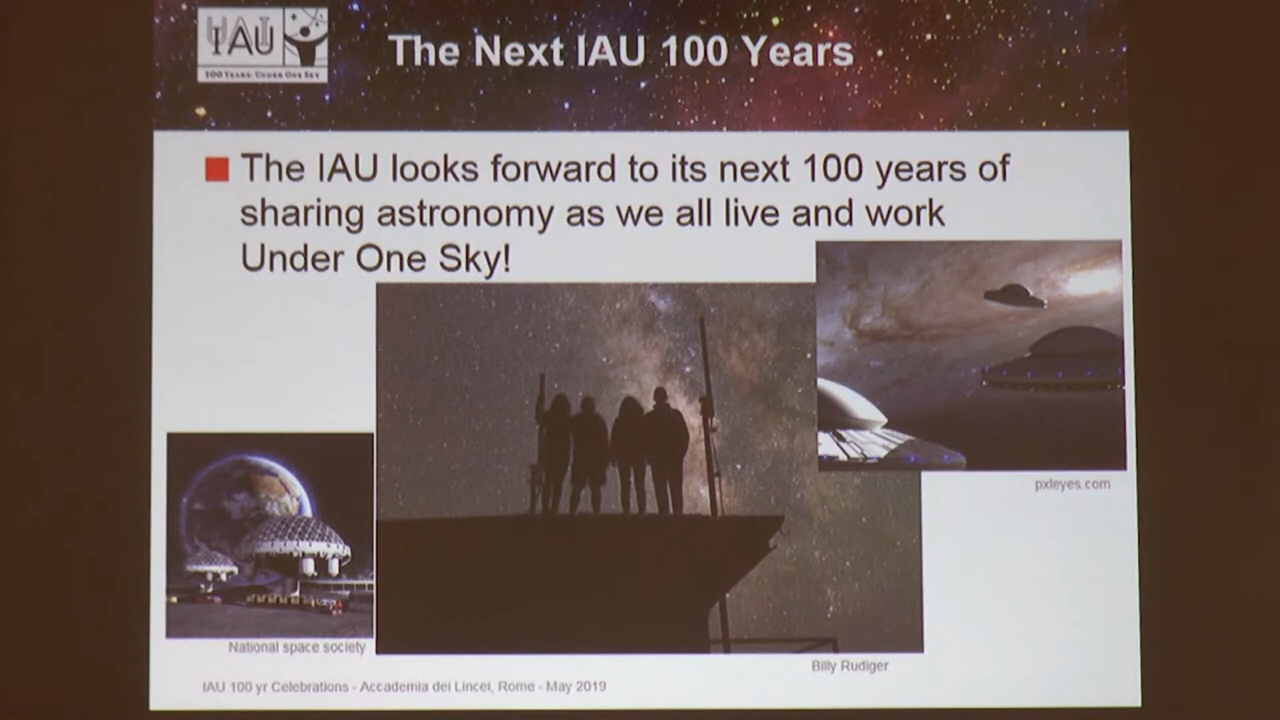 IAU
100 Years: Under One Sky
The Next IAU 100 Years
The IAU looks forward to its next 100 years of
sharing astronomy as we all live and work
Under One Sky!
pxleyes.com
National space society
Billy Rudiger
IAU 100 yr Celebrations - Accademia dei Lincei, Rome - May 2019